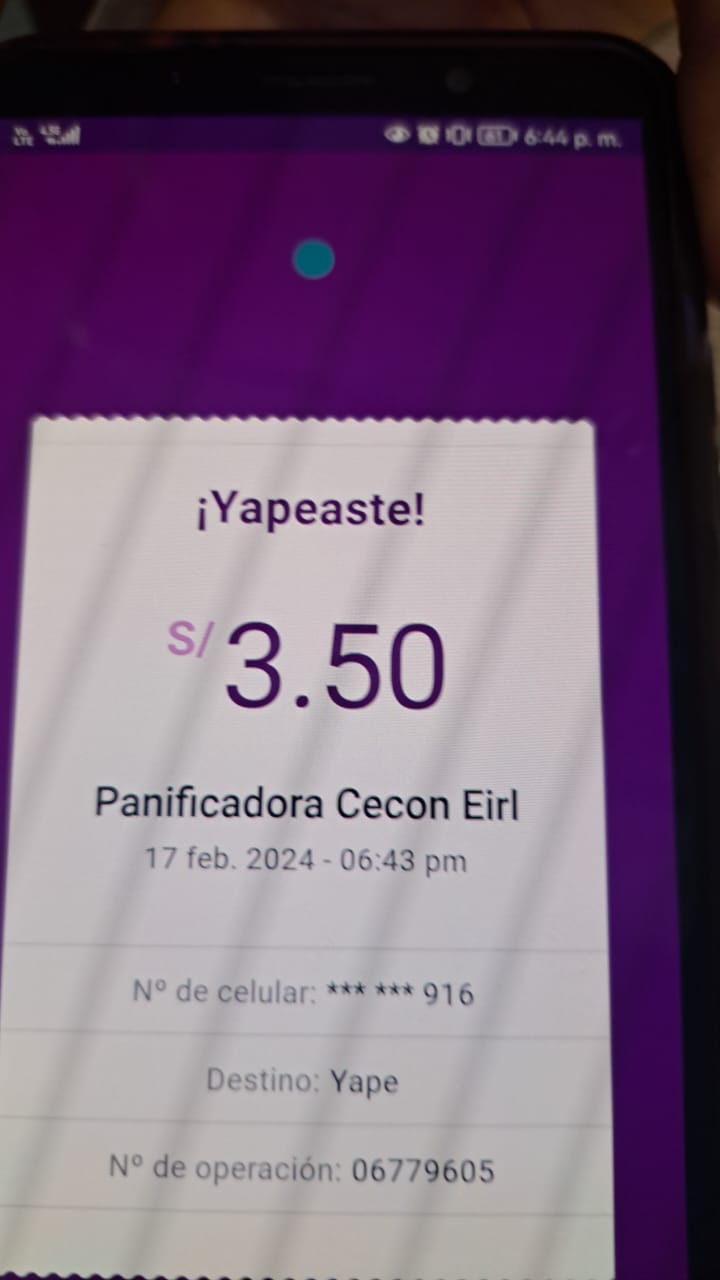 6:44 p. m.
¡Yapeaste!
S/ 3.50
Panificadora Cecon Eirl
17 feb. 2024 - 06:43 pm
Nº de celular: *** *** 916
Destino: Yape
Nº de operación: 06779605